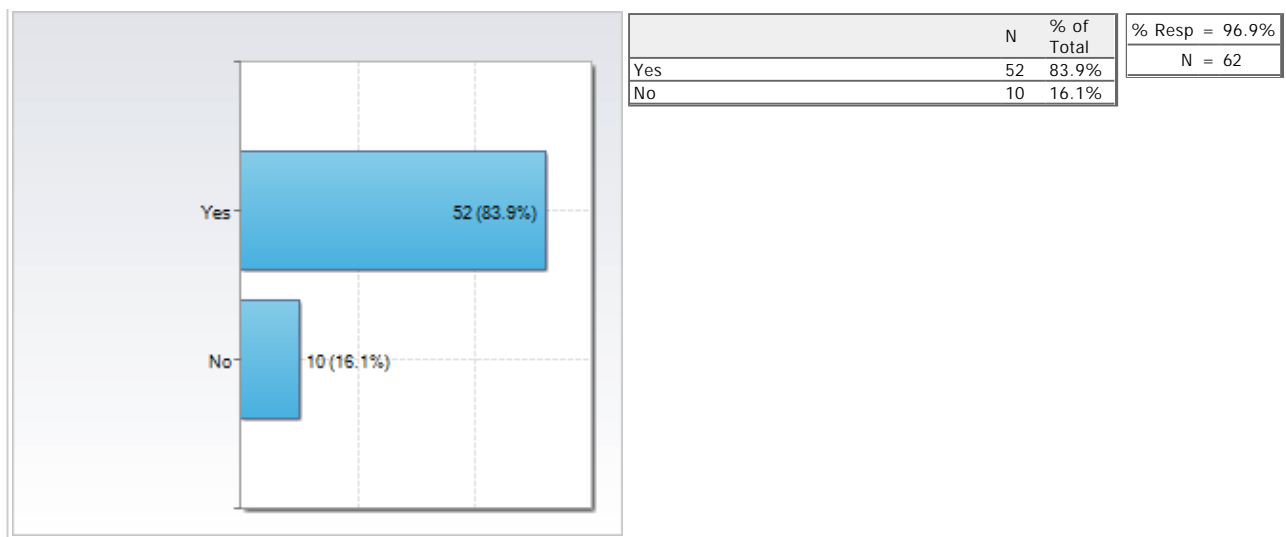 Yes
52 (83.9%)
No
10 (16.1%)
N % of Total
Yes 52 83.9%
No 10 16.1%
% Resp = 96.9%
N = 62